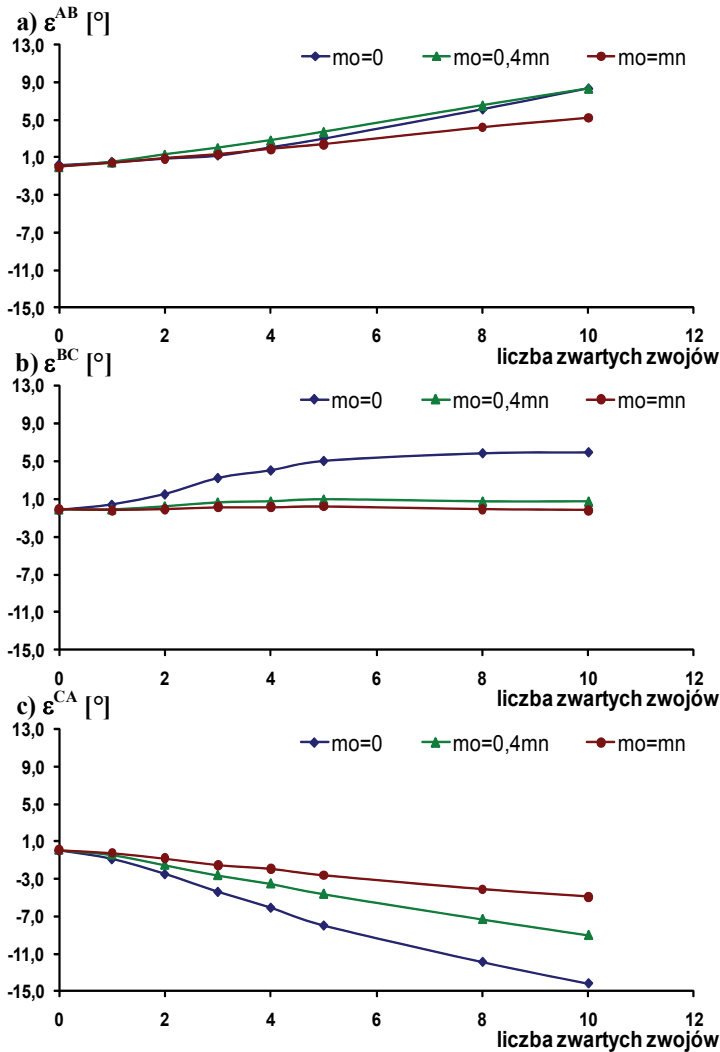 a) ε^AB [°]
13,0
mo=0 mo=0,4mn mo=mn
9,0
5,0
1,0
-3,0
-7,0
-11,0
-15,0
0 2 4 6 8 10 12
liczba zwartych zwojów
b) ε^BC [°]
13,0
mo=0 mo=0,4mn mo=mn
9,0
5,0
1,0
-3,0
-7,0
-11,0
-15,0
0 2 4 6 8 10 12
liczba zwartych zwojów
c) ε^CA [°]
13,0
mo=0 mo=0,4mn mo=mn
9,0
5,0
1,0
-3,0
-7,0
-11,0
-15,0
0 2 4 6 8 10 12
liczba zwartych zwojów